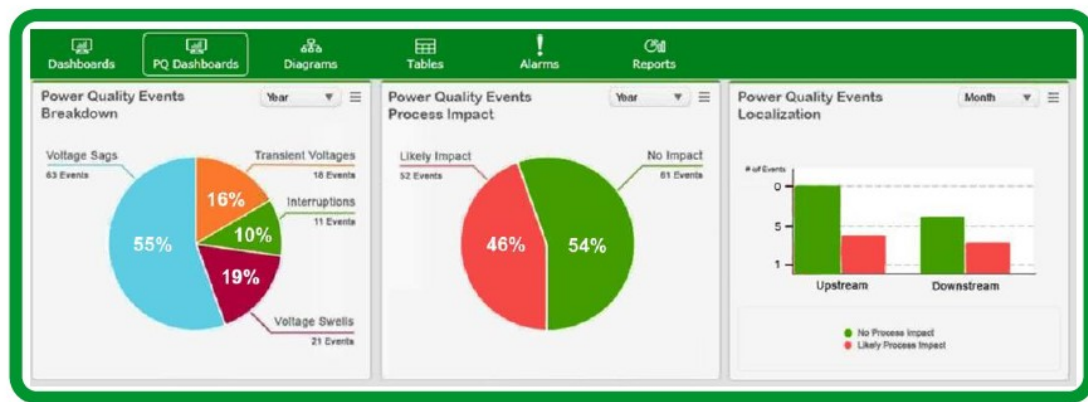 Dashboards
PQ Dashboards
Diagrams
Tables
Alarms
Reports
Power Quality Events
Breakdown
Year
Voltage Sags
63 Events
Transient Voltages
18 Events
Interruptions
11 Events
Voltage Swells
21 Events
55%
16%
10%
19%
Power Quality Events
Process Impact
Year
Likely Impact
52 Events
No Impact
61 Events
46%
54%
Power Quality Events
Localization
Month
# of Events
0
5
1
Upstream
Downstream
No Process Impact
Likely Process Impact